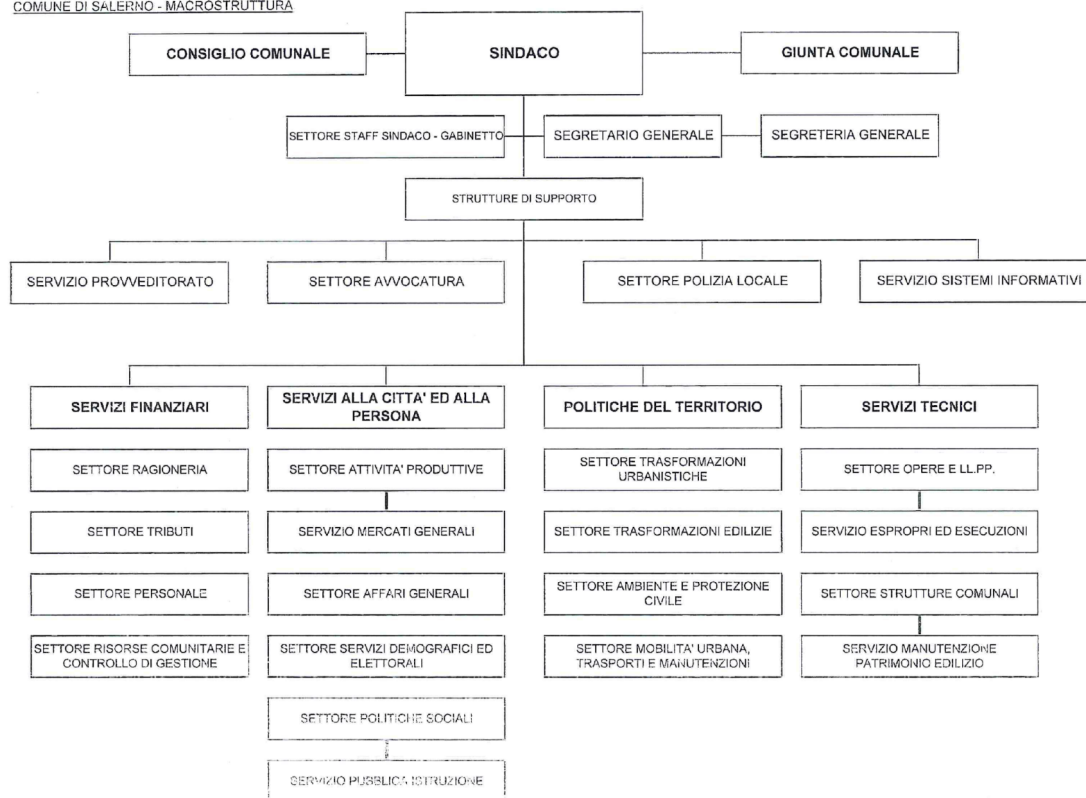 COMUNE DI SALERNO - MACROSTRUTTURA
CONSIGLIO COMUNALE
SINDACO
GIUNTA COMUNALE
SETTORE STAFF SINDACO - GABINETTO
SEGRETARIO GENERALE
SEGRETERIA GENERALE
STRUTTURE DI SUPPORTO
SERVIZIO PROVVEDITORATO
SETTORE AVVOCATURA
SETTORE POLIZIA LOCALE
SERVIZIO SISTEMI INFORMATIVI
SERVIZI FINANZIARI
SERVIZI ALLA CITTA' ED ALLA
PERSONA
POLITICHE DEL TERRITORIO
SERVIZI TECNICI
SETTORE RAGIONERIA
SETTORE ATTIVITA' PRODUTTIVE
SETTORE TRASFORMAZIONI
URBANISTICHE
SETTORE OPERE E LL.PP.
SETTORE TRIBUTI
SERVIZIO MERCATI GENERALI
SETTORE TRASFORMAZIONI EDILIZIE
SERVIZIO ESPROPRI ED ESECUZIONI
SETTORE PERSONALE
SETTORE AFFARI GENERALI
SETTORE AMBIENTE E PROTEZIONE
CIVILE
SETTORE STRUTTURE COMUNALI
SETTORE RISORSE COMUNITARIE E
CONTROLLO DI GESTIONE
SETTORE SERVIZI DEMOGRAFICI ED
ELETTORALI
SETTORE MOBILITA' URBANA,
TRASPORTI E MANUTENZIONI
SERVIZIO MANUTENZIONE
PATRIMONIO EDILIZIO
SETTORE POLITICHE SOCIALI
SERVIZIO PUBBLICA ISTRUZIONE